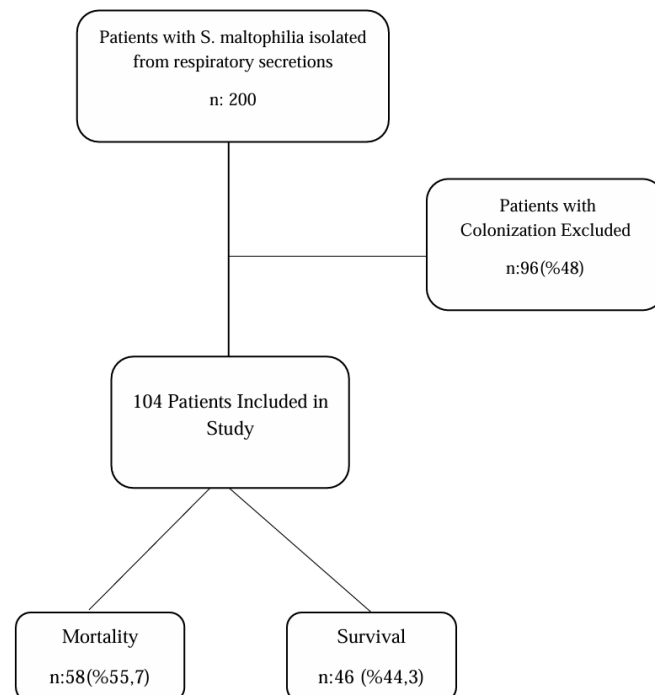 Patients with S. maltophilia isolated
from respiratory secretions
n: 200
Patients with
Colonization Excluded
n:96(%48)
104 Patients Included in
Study
Mortality
n:58(%55,7)
Survival
n:46 (%44,3)